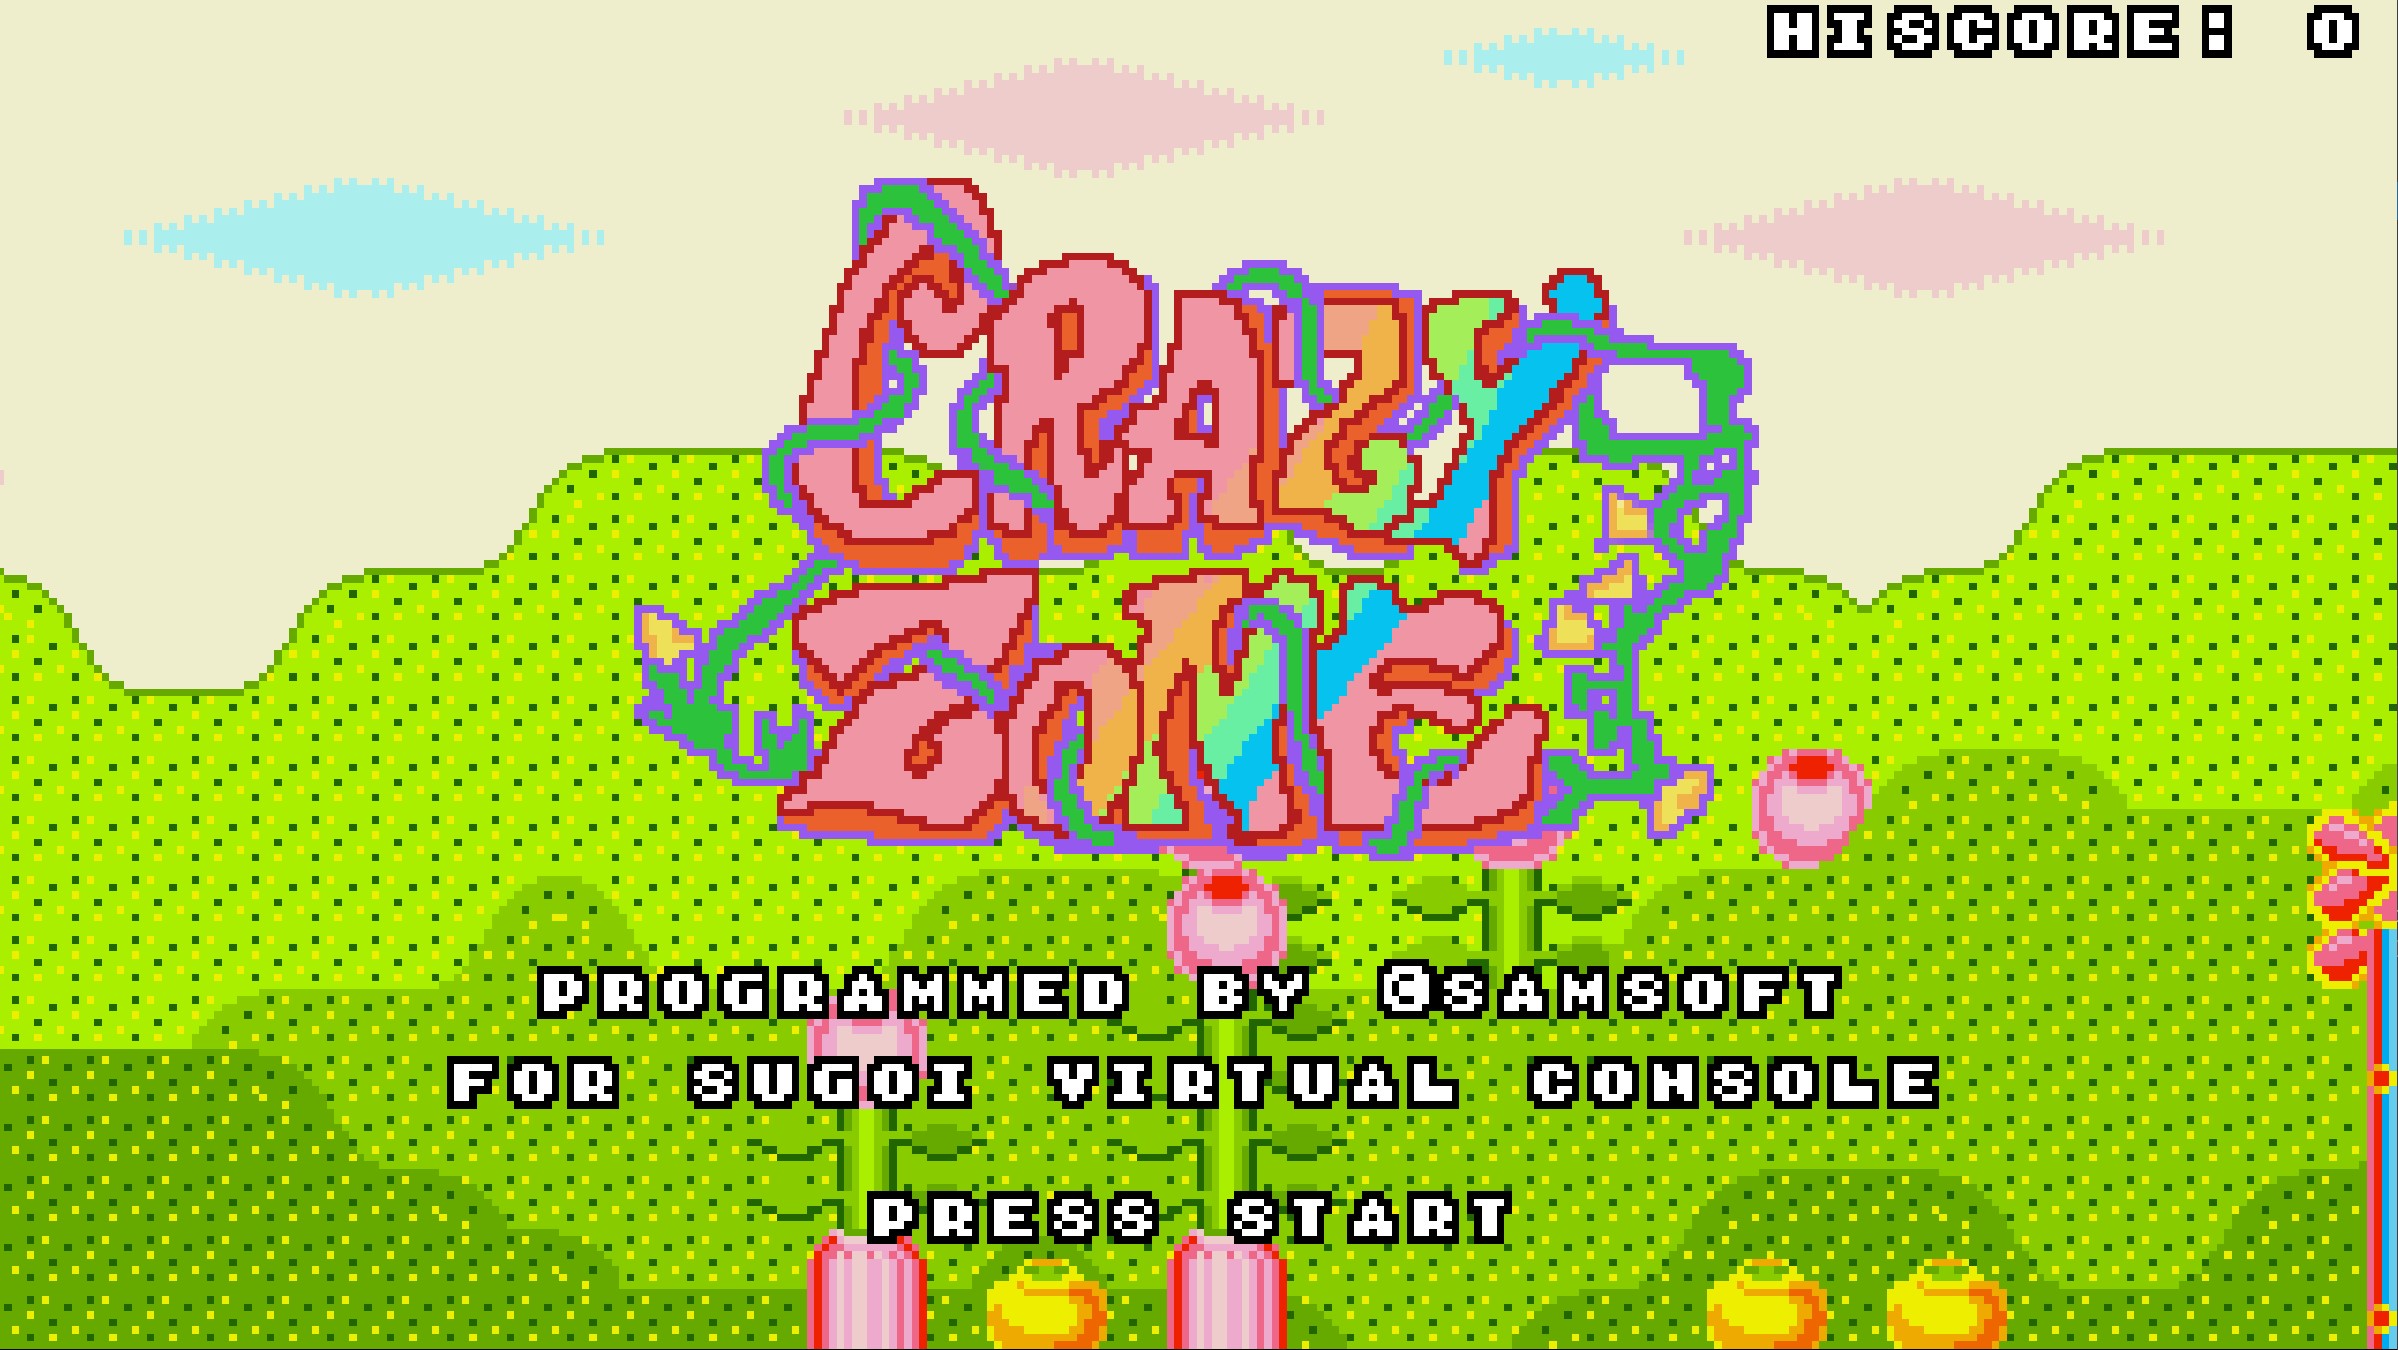 HISCORE: 0
CRAZY
ZONE
PROGRAMMED BY @SAMSOFT
FOR SUGOI VIRTUAL CONSOLE
PRESS START